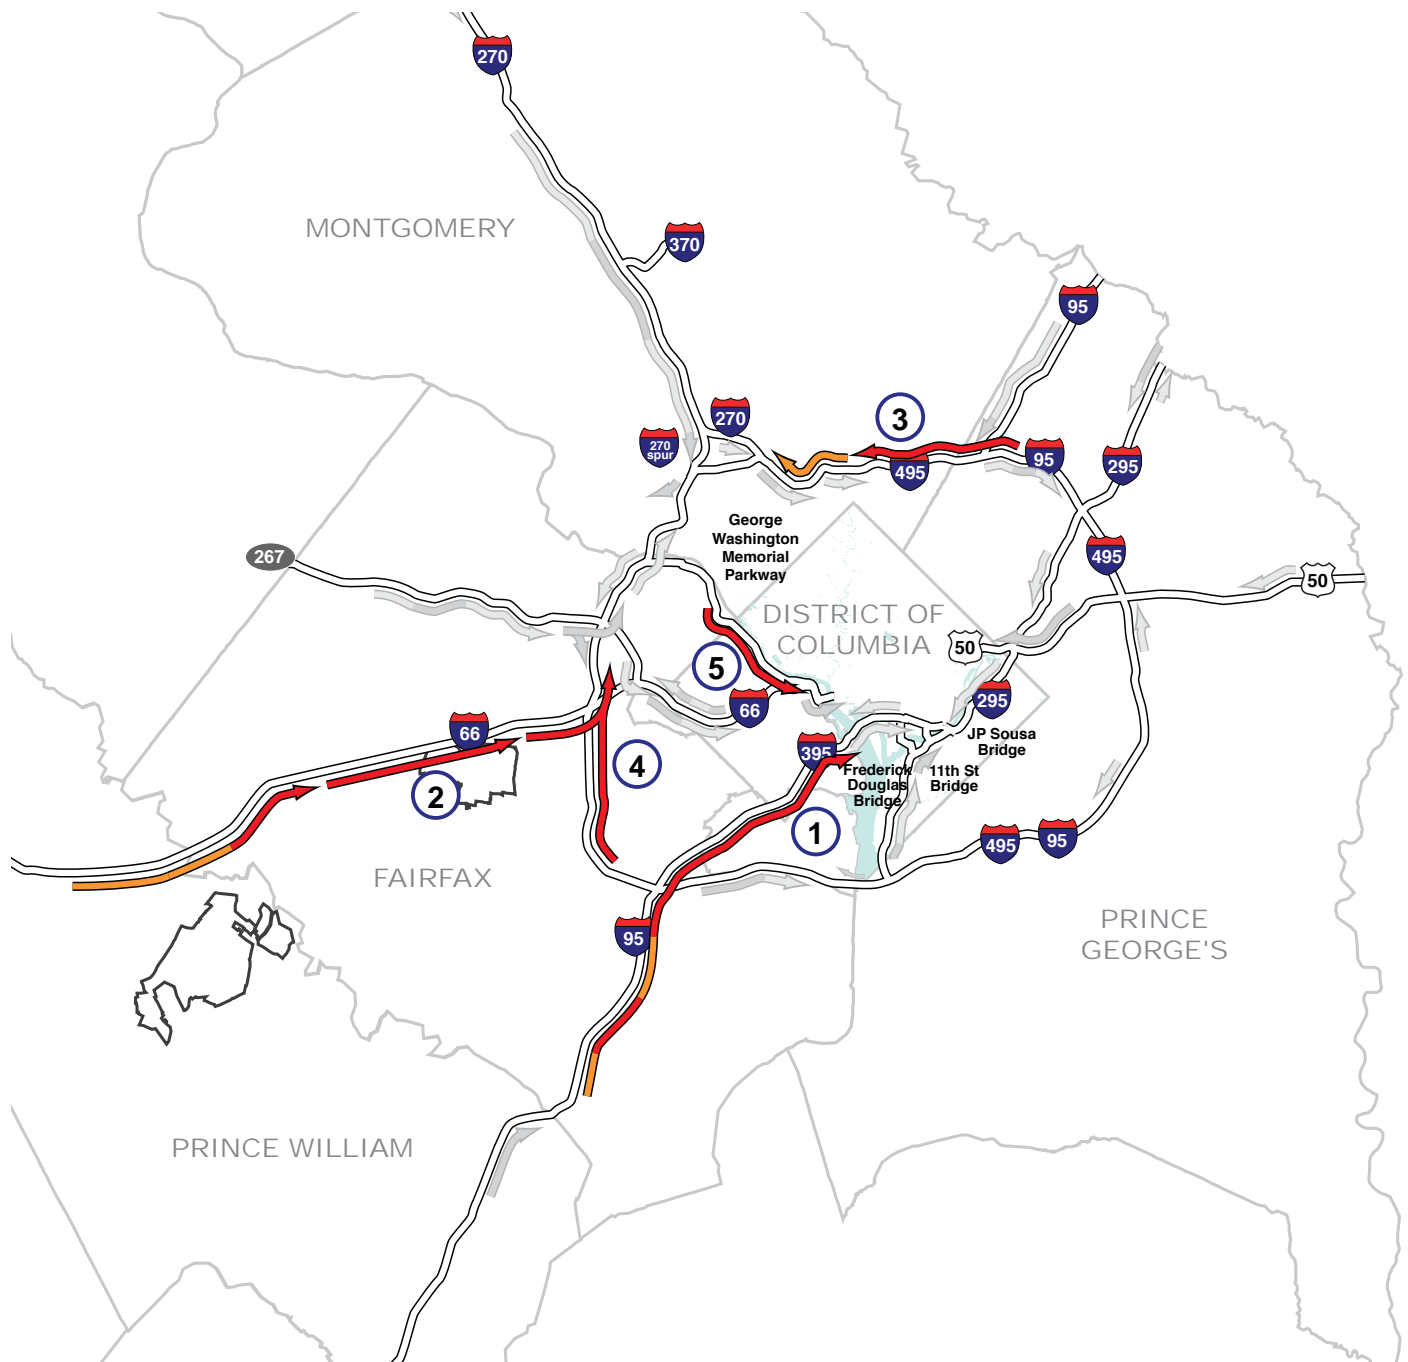 270
MONTGOMERY
370
95
270
3
270
spur
95
295
495
George
Washington
Memorial
Parkway
267
495
50
DISTRICT OF
COLUMBIA
50
5
66
295
66
JP Sousa
Bridge
395
4
Frederick
Douglas
Bridge
11th St
Bridge
2
1
495
95
FAIRFAX
95
PRINCE
GEORGE'S
PRINCE WILLIAM